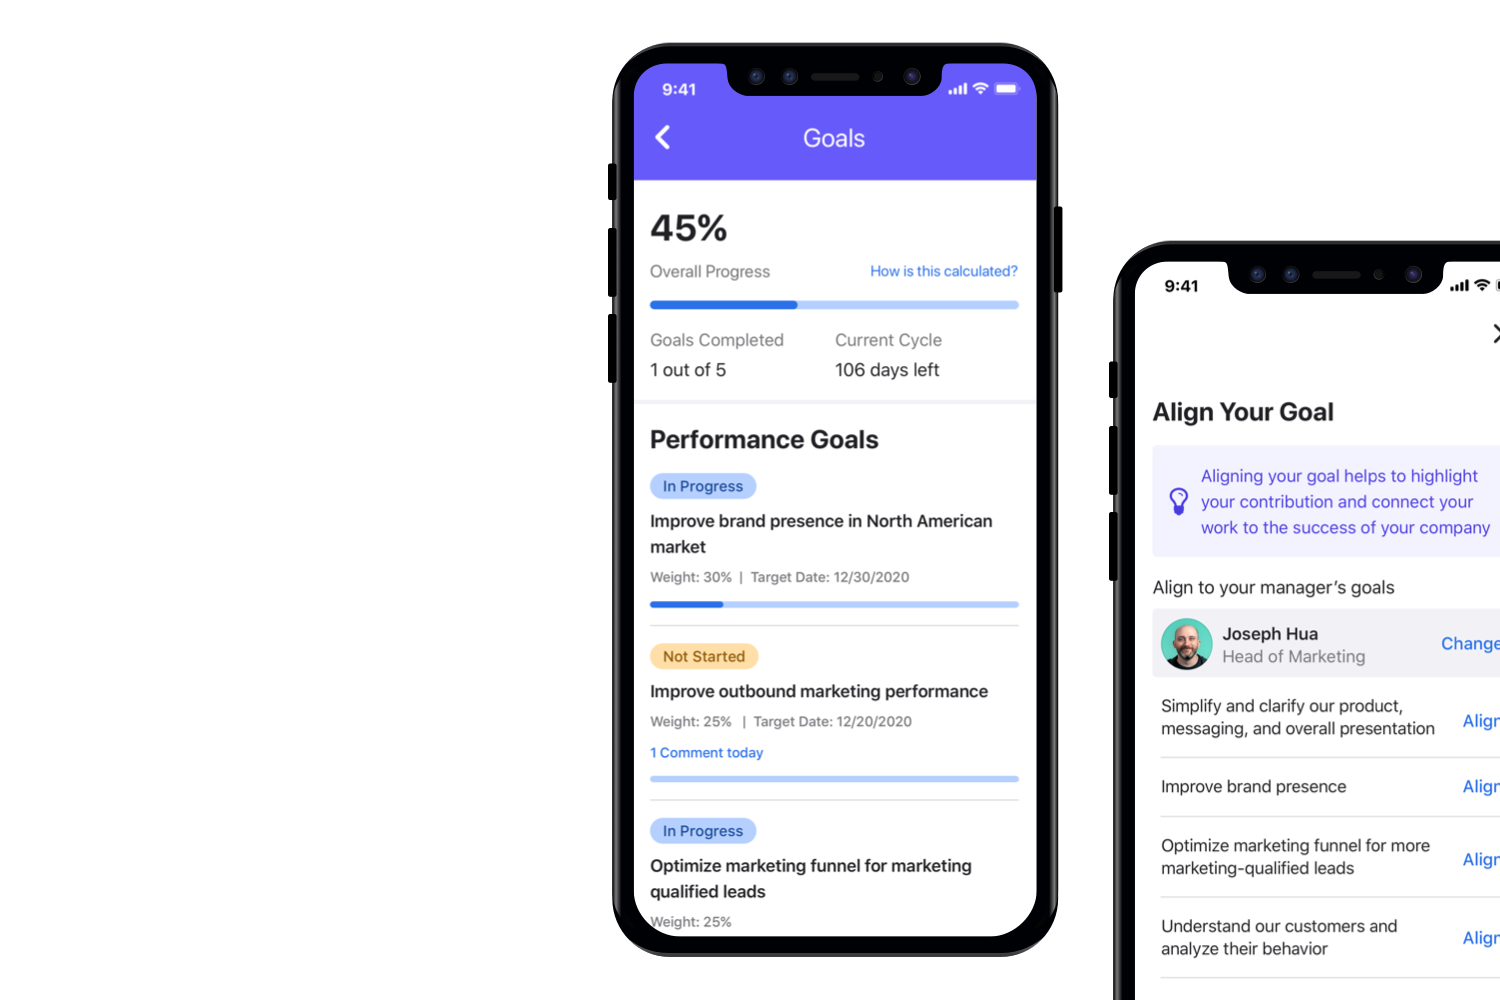 9:41
Goals
45%
Overall Progress
How is this calculated?
Goals Completed
Current Cycle
1 out of 5
106 days left
Performance Goals
In Progress
Improve brand presence in North American
market
Weight: 30% | Target Date: 12/30/2020
Not Started
Improve outbound marketing performance
Weight: 25% | Target Date: 12/20/2020
1 Comment today
In Progress
Optimize marketing funnel for marketing
qualified leads
Weight: 25%
9:41
Align Your Goal
Aligning your goal helps to highlight
your contribution and connect your
work to the success of your company
Align to your manager's goals
Joseph Hua
Head of Marketing
Change
Simplify and clarify our product,
messaging, and overall presentation
Align
Improve brand presence
Align
Optimize marketing funnel for more
marketing-qualified leads
Align
Understand our customers and
analyze their behavior
Align